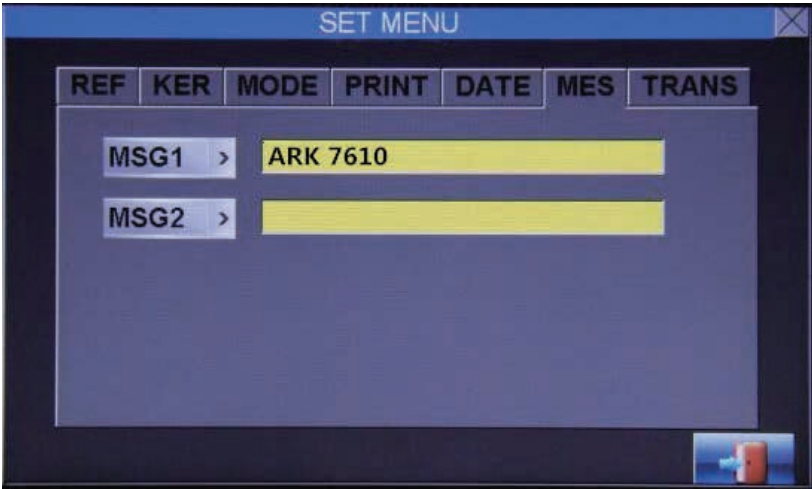 SET MENU
REF KER MODE PRINT DATE MES TRANS
MSG1 > ARK 7610
MSG2 >